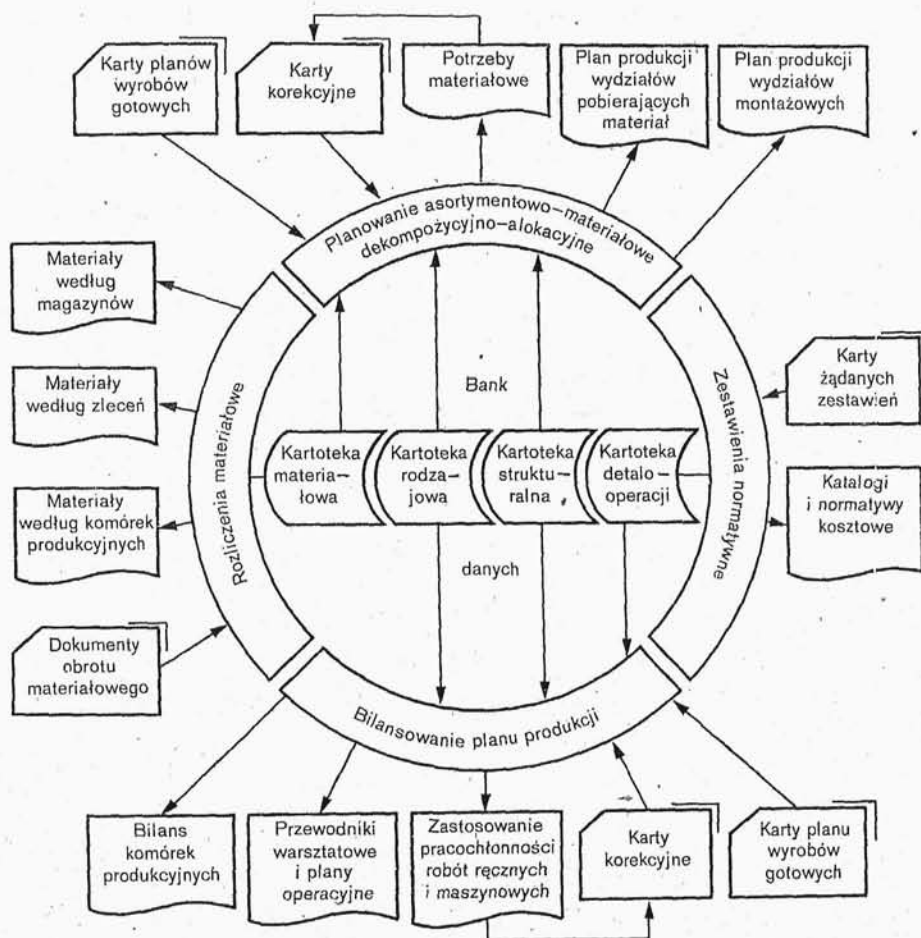 Karty planów
wyrobów
gotowych
Karty
korekcyjne
Potrzeby
materiałowe
Plan produkcji
wydziałów
pobierających
materiał
Plan produkcji
wydziałów
montażowych
Planowanie asortymentowo-materiałowe
dekompozycyjno-alokacyjne
Materiały
według
magazynów
Materiały
według zleceń
Materiały
według komórek
produkcyjnych
Dokumenty
obrotu
materiałowego
Rozliczenia materiałowe
Bank
Kartoteka
materia-
łowa
Kartoteka
rodza-
jowa
Kartoteka
struktu-
ralna
Kartoteka
detalo-
operacji
danych
Zestawienia normatywne
Karty
żądanych
zestawień
Katalogi
i normatywy
kosztowe
Bilansowanie planu produkcji
Bilans
komórek
produkcyjnych
Przewodniki
warsztatowe
i plany
operacyjne
Zastosowanie
pracochłonności
robót ręcznych
i maszynowych
Karty
korekcyjne
Karty planu
wyrobów
gotowych